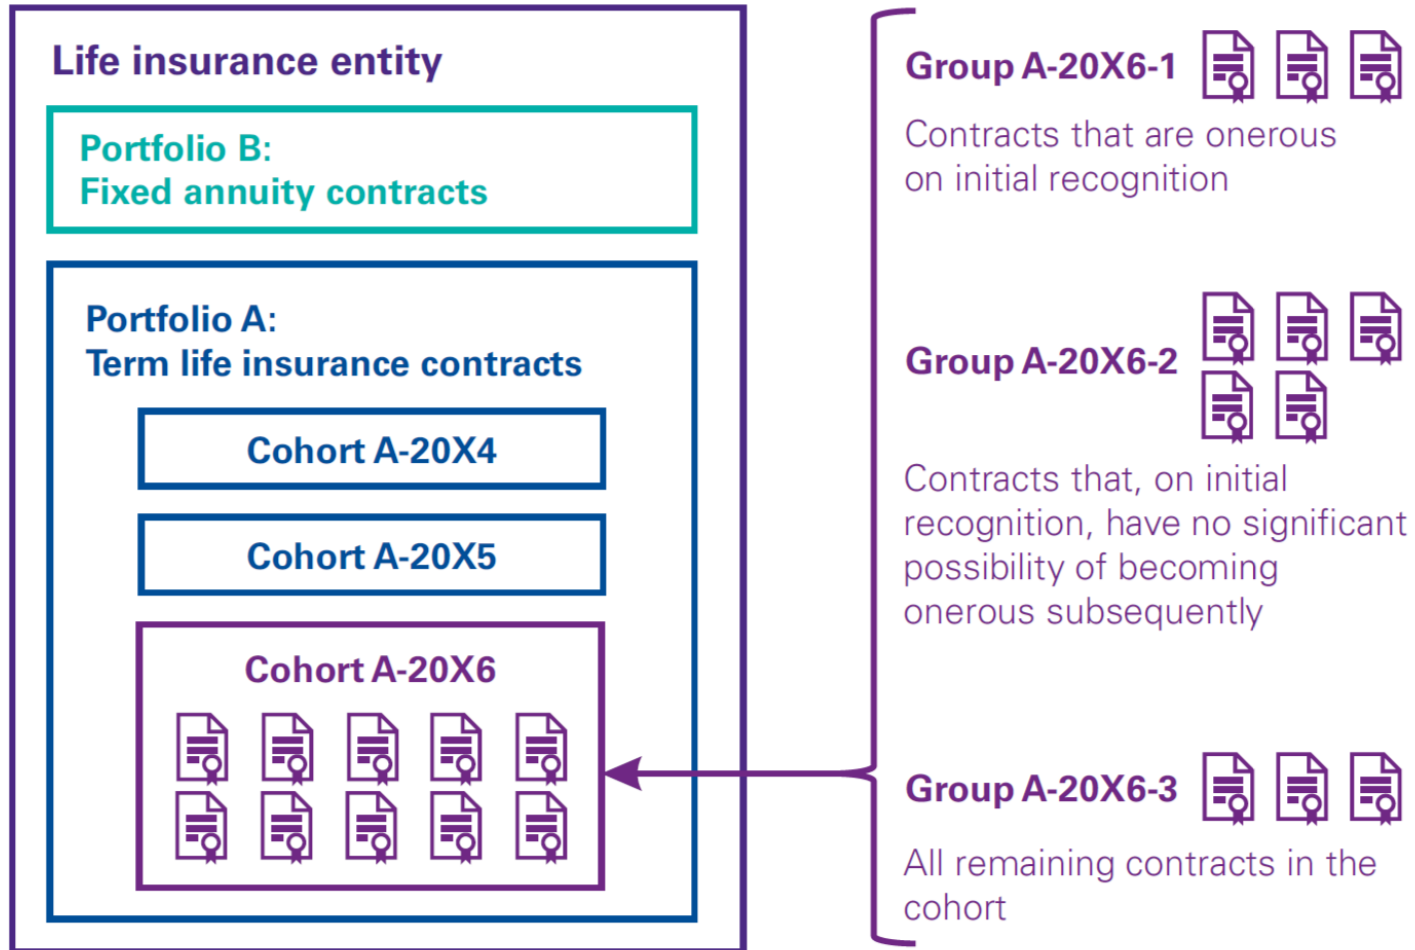 Life insurance entity
Portfolio B:
Fixed annuity contracts
Portfolio A:
Term life insurance contracts
Cohort A-20X4
Cohort A-20X5
Cohort A-20X6
Group A-20X6-1
Contracts that are onerous
on initial recognition
Group A-20X6-2
Contracts that, on initial
recognition, have no significant
possibility of becoming
onerous subsequently
Group A-20X6-3
All remaining contracts in the
cohort